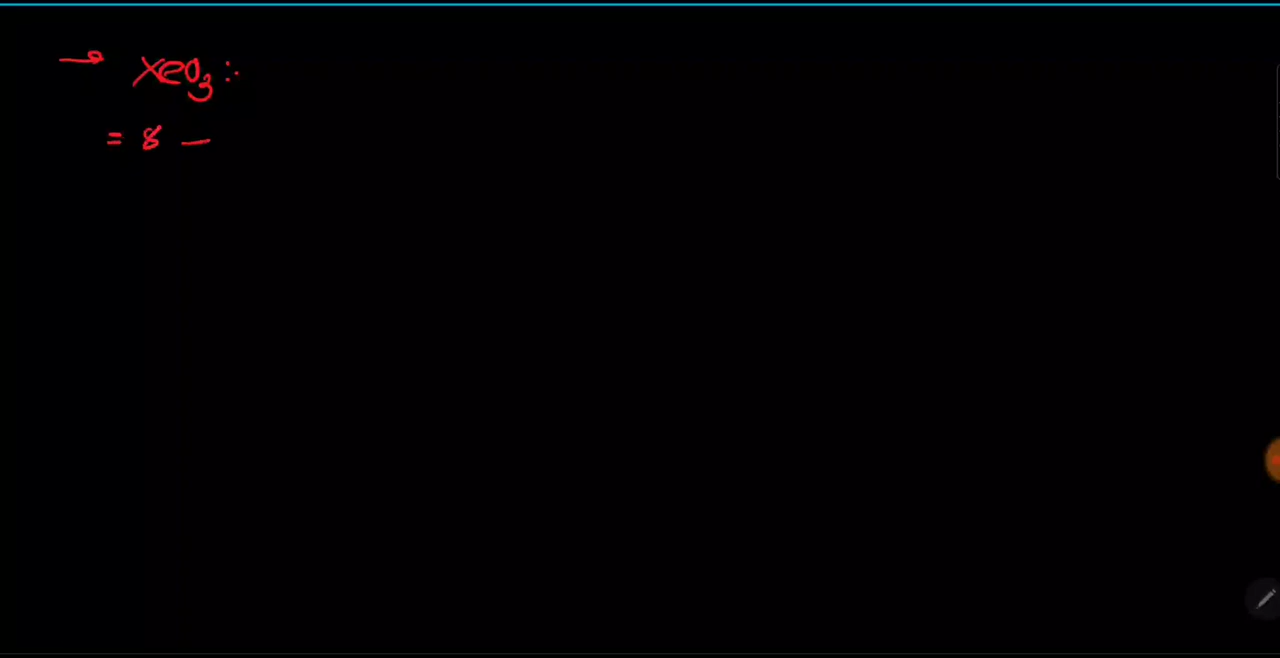 → XeO₃ :-
= 8 —